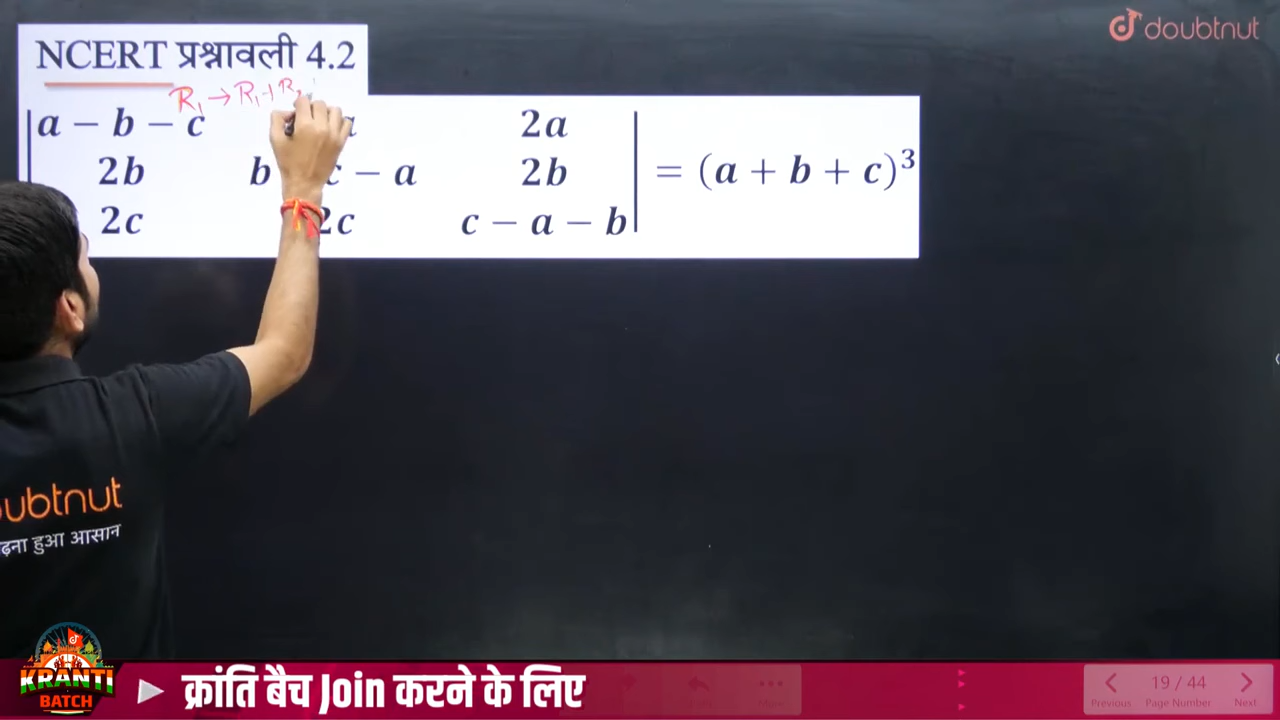 doubtnut
NCERT प्रश्नावली 4.2
R₁ → R₁ + R₂
a − b − c 2a
2b b c − a 2b = (a + b + c)³
2c 2c c − a − b
oubtnut
ढ़ना हुआ आसान
KRANTI
BATCH
क्रांति बैच Join करने के लिए
19 / 44
Previous Page Number Next